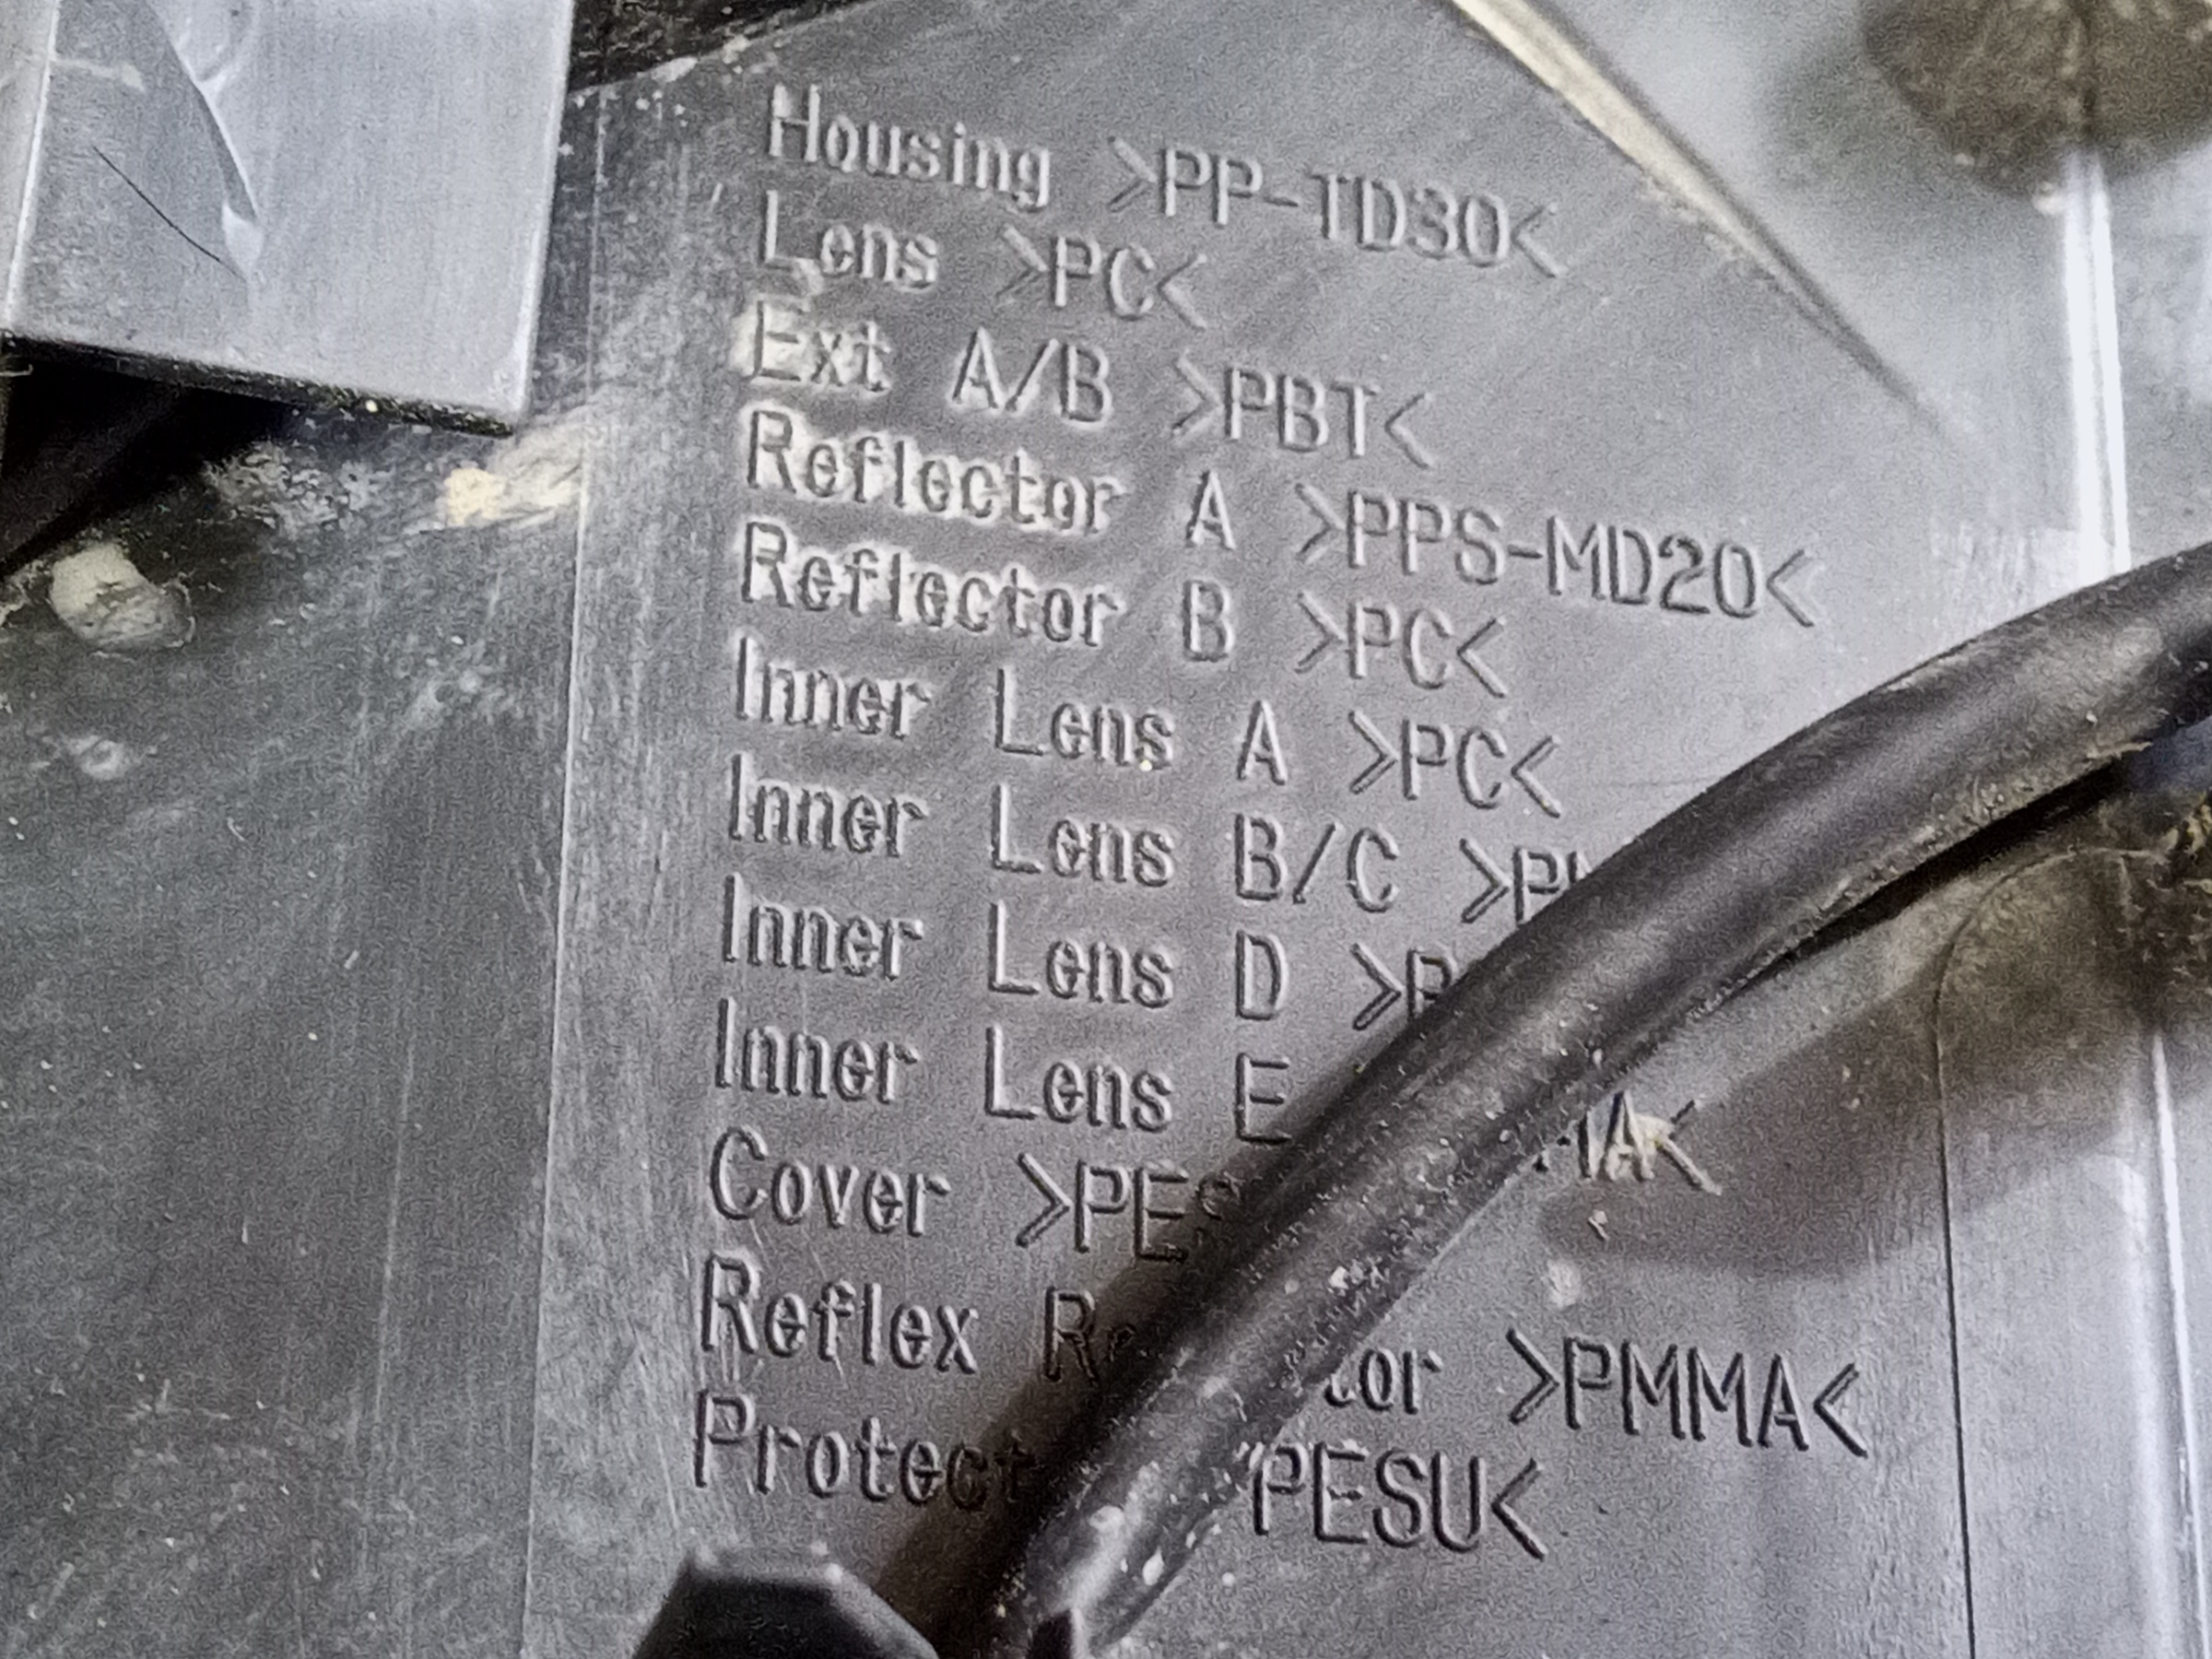 Housing >PP-TD30<
Lens >PC<
Ext A/B >PBT<
Reflector A >PPS-MD20<
Reflector B >PC<
Inner Lens A >PC<
Inner Lens B/C
Inner Lens D
Inner Lens E
Cover
Reflex >PMMA<
PESU<